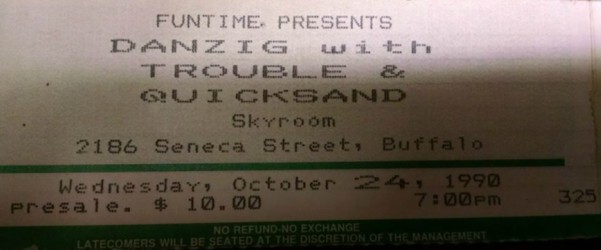 FUNTIME PRESENTS
DANZIG with
TROUBLE &
QUICKSAND
Skyroom
2186 Seneca Street, Buffalo
Wednesday, October 24, 1990
presale. $ 10.00 7:00pm 325
NO REFUND-NO EXCHANGE
LATECOMERS WILL BE SEATED AT THE DISCRETION OF THE MANAGEMENT